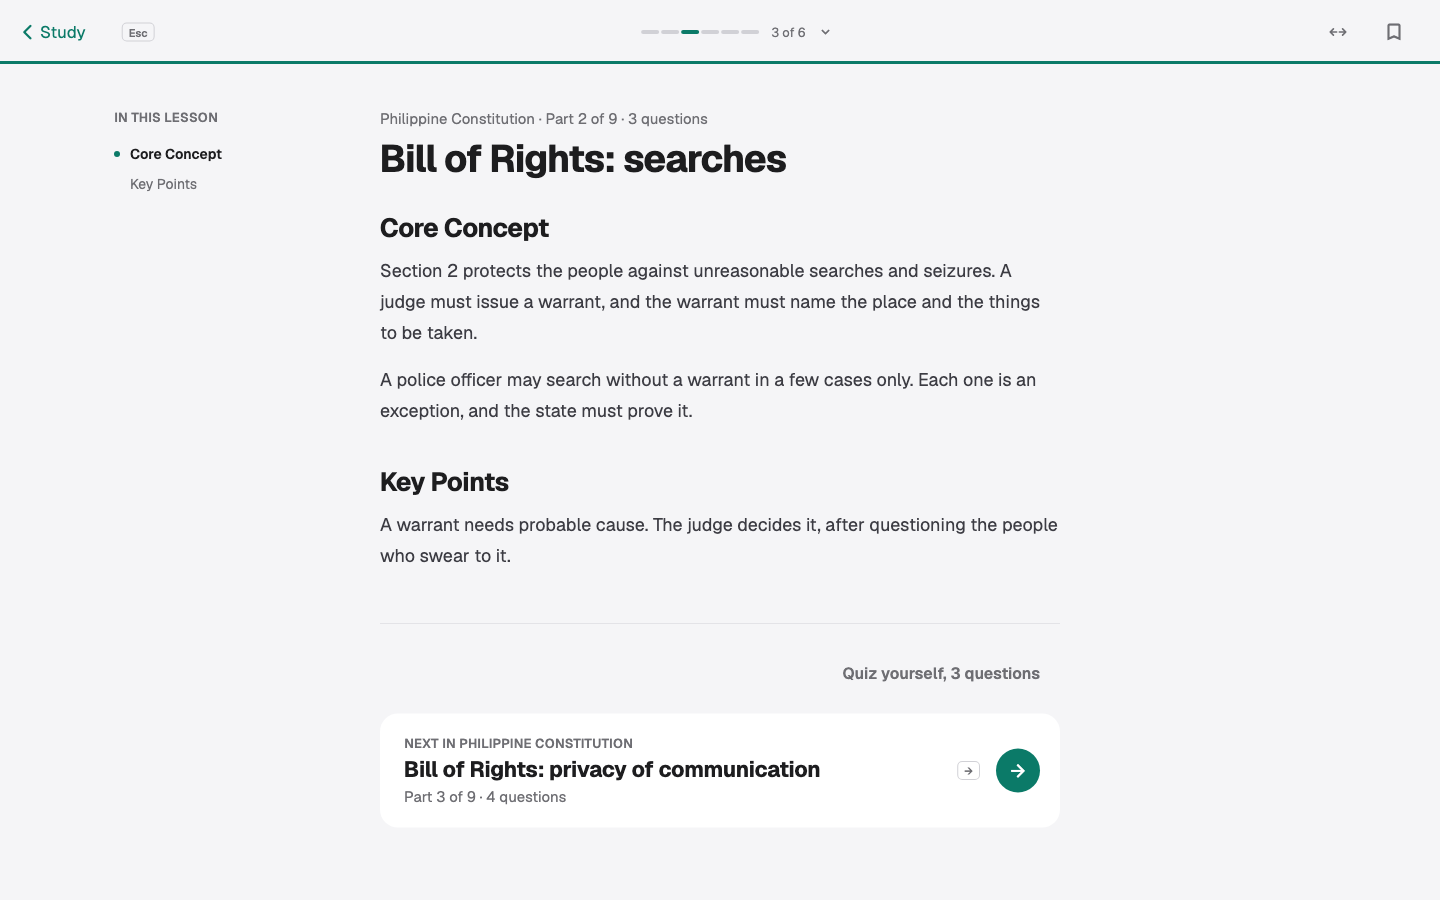 Study
Esc
3 of 6
IN THIS LESSON
Core Concept
Key Points
Philippine Constitution · Part 2 of 9 · 3 questions
Bill of Rights: searches
Core Concept
Section 2 protects the people against unreasonable searches and seizures. A
judge must issue a warrant, and the warrant must name the place and the things
to be taken.
A police officer may search without a warrant in a few cases only. Each one is an
exception, and the state must prove it.
Key Points
A warrant needs probable cause. The judge decides it, after questioning the people
who swear to it.
Quiz yourself, 3 questions
NEXT IN PHILIPPINE CONSTITUTION
Bill of Rights: privacy of communication
Part 3 of 9 · 4 questions